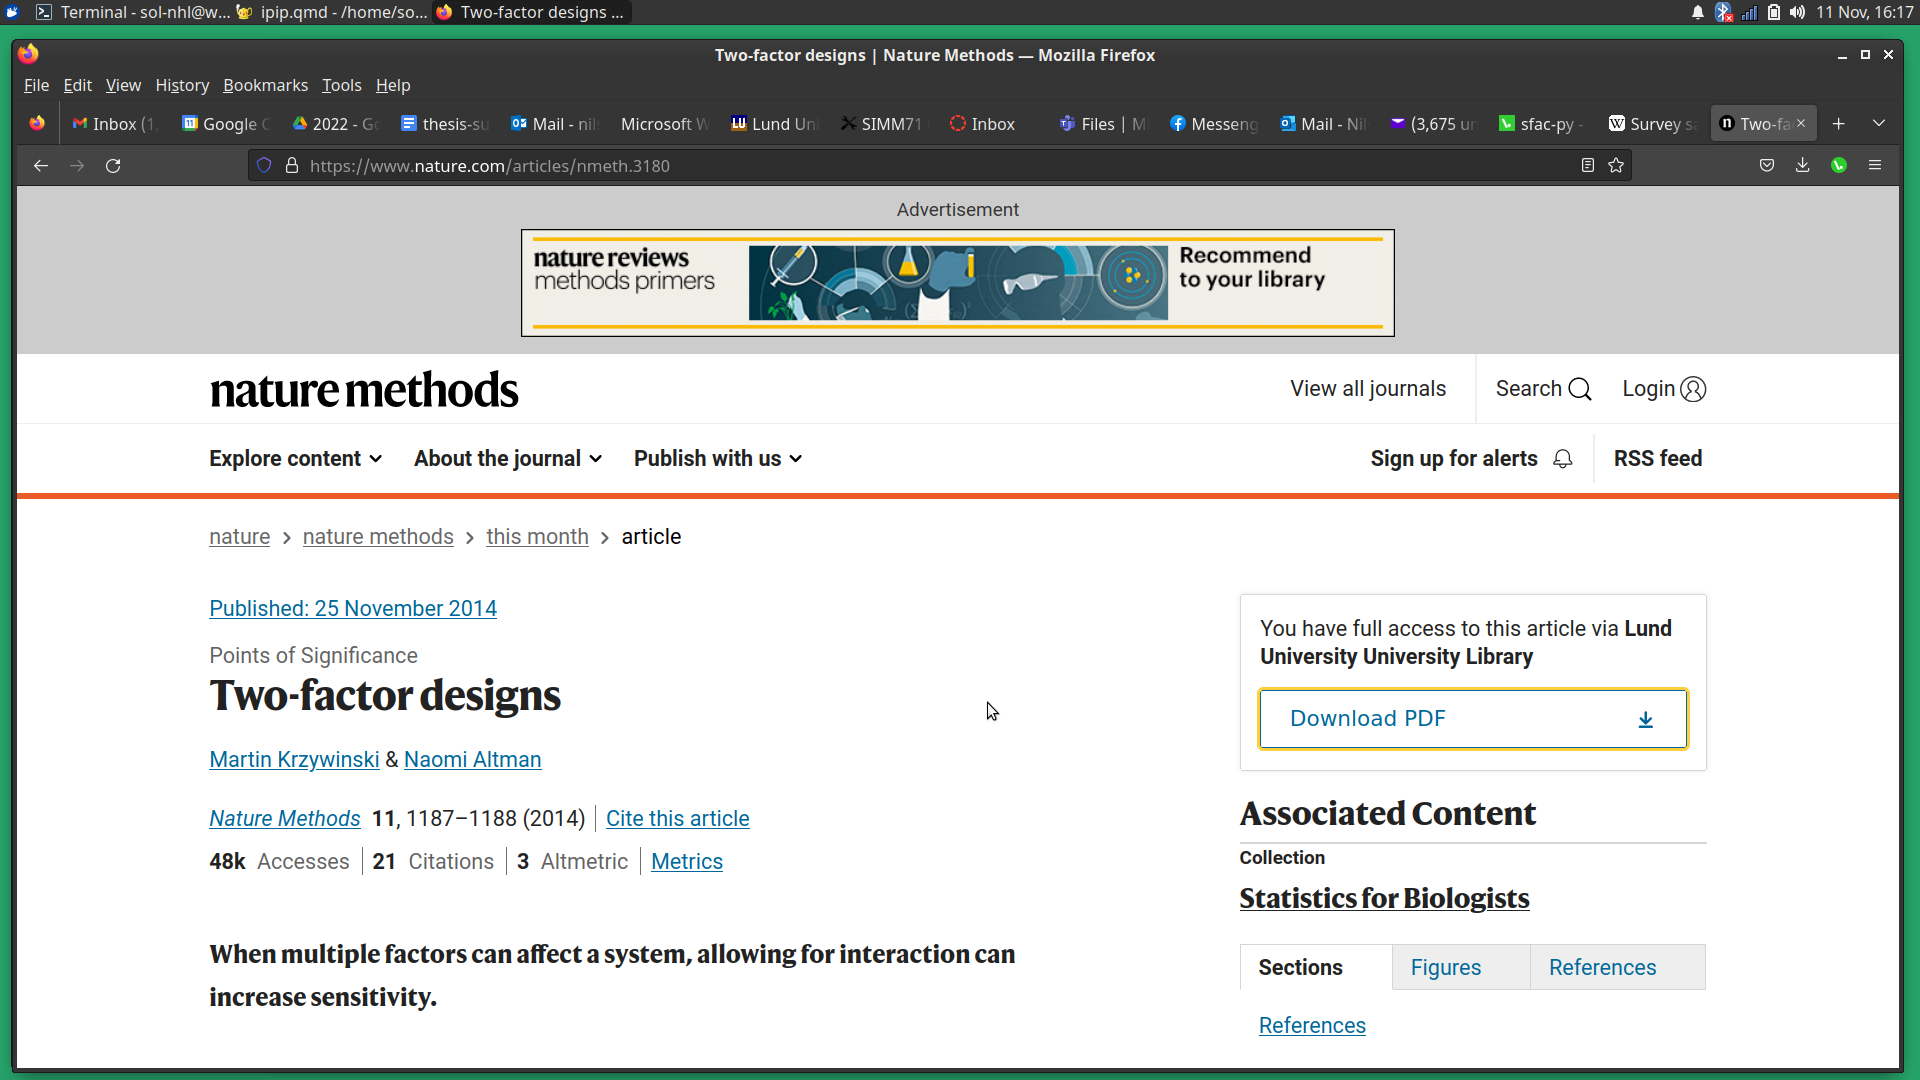 Terminal - sol-nhl@w... ipip.qmd - /home/so... Two-factor designs ... 11 Nov, 16:17
Two-factor designs | Nature Methods — Mozilla Firefox
File Edit View History Bookmarks Tools Help
Inbox (1, Google C 2022 - Go thesis-su Mail - nil Microsoft W Lund Uni SIMM71 Inbox Files | M Messeng Mail - Nil (3,675 un sfac-py - Survey sa Two-fa
https://www.nature.com/articles/nmeth.3180
Advertisement
nature reviews
methods primers
Recommend
to your library
nature methods
View all journals Search Login
Explore content About the journal Publish with us Sign up for alerts RSS feed
nature > nature methods > this month > article
Published: 25 November 2014
Points of Significance
Two-factor designs
Martin Krzywinski & Naomi Altman
Nature Methods 11, 1187–1188 (2014) Cite this article
48k Accesses 21 Citations 3 Altmetric Metrics
When multiple factors can affect a system, allowing for interaction can
increase sensitivity.
You have full access to this article via Lund
University University Library
Download PDF
Associated Content
Collection
Statistics for Biologists
Sections Figures References
References